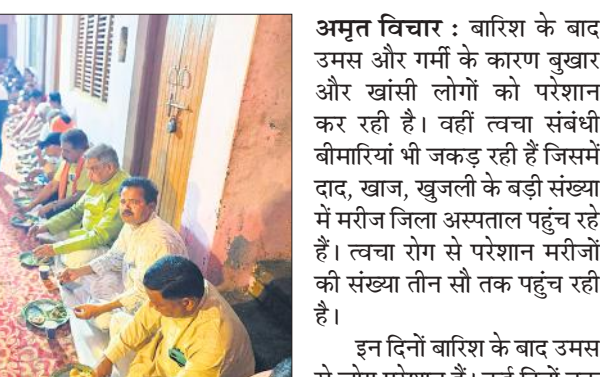 अमृत विचार : बारिश के बाद
उमस और गर्मी के कारण बुखार
और खांसी लोगों को परेशान
कर रही है। वहीं त्वचा संबंधी
बीमारियां भी जकड़ रही हैं जिसमें
दाद, खाज, खुजली के बड़ी संख्या
में मरीज जिला अस्पताल पहुंच रहे
हैं। त्वचा रोग से परेशान मरीजों
की संख्या तीन सौ तक पहुंच रही
है।
इन दिनों बारिश के बाद उमस